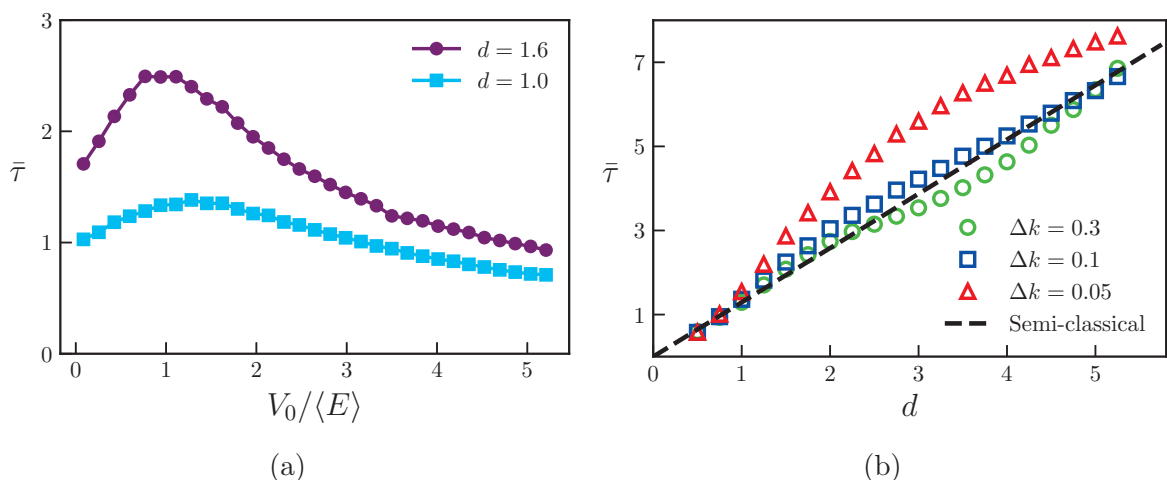 3
2
1
0
τ̄
0
1
2
3
4
5
V₀/⟨E⟩
d = 1.6
d = 1.0
(a)
7
5
3
1
τ̄
0
1
2
3
4
5
d
Δk = 0.3
Δk = 0.1
Δk = 0.05
Semi-classical
(b)